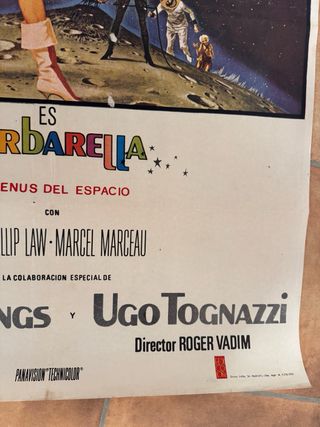 ES
RBARELLA
ENUS DEL ESPACIO
CON
LLIP LAW · MARCEL MARCEAU
LA COLABORACION ESPECIAL DE
NGS Y UGO TOGNAZZI
Director ROGER VADIM
PANAVISION "TECHNICOLOR"